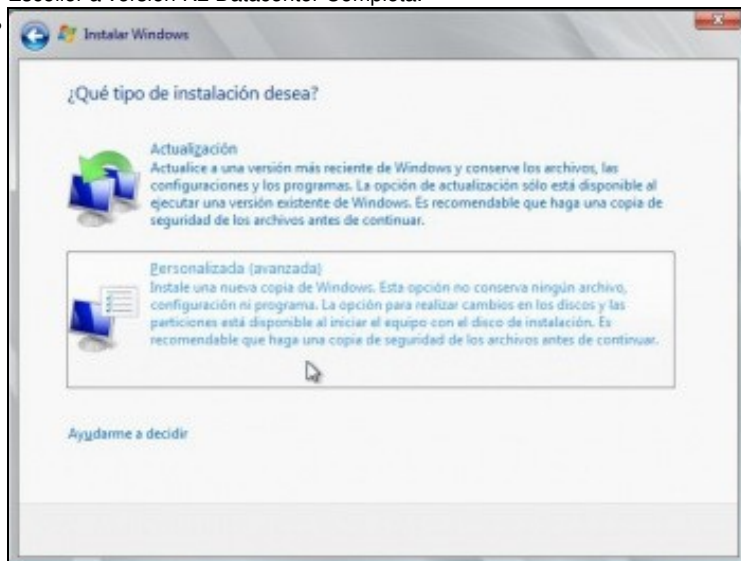 Escoller a versión R2 Datacenter Completa.
Instalar Windows
¿Qué tipo de instalación desea?
Actualización
Actualice a una versión más reciente de Windows y conserve los archivos, las
configuraciones y los programas. La opción de actualización sólo está disponible al
ejecutar una versión existente de Windows. Es recomendable que haga una copia de
seguridad de los archivos antes de continuar.
Personalizada (avanzada)
Instale una nueva copia de Windows. Esta opción no conserva ningún archivo,
configuración ni programa. La opción para realizar cambios en los discos y las
particiones está disponible al iniciar el equipo con el disco de instalación. Es
recomendable que haga una copia de seguridad de los archivos antes de continuar.
Ayudarme a decidir